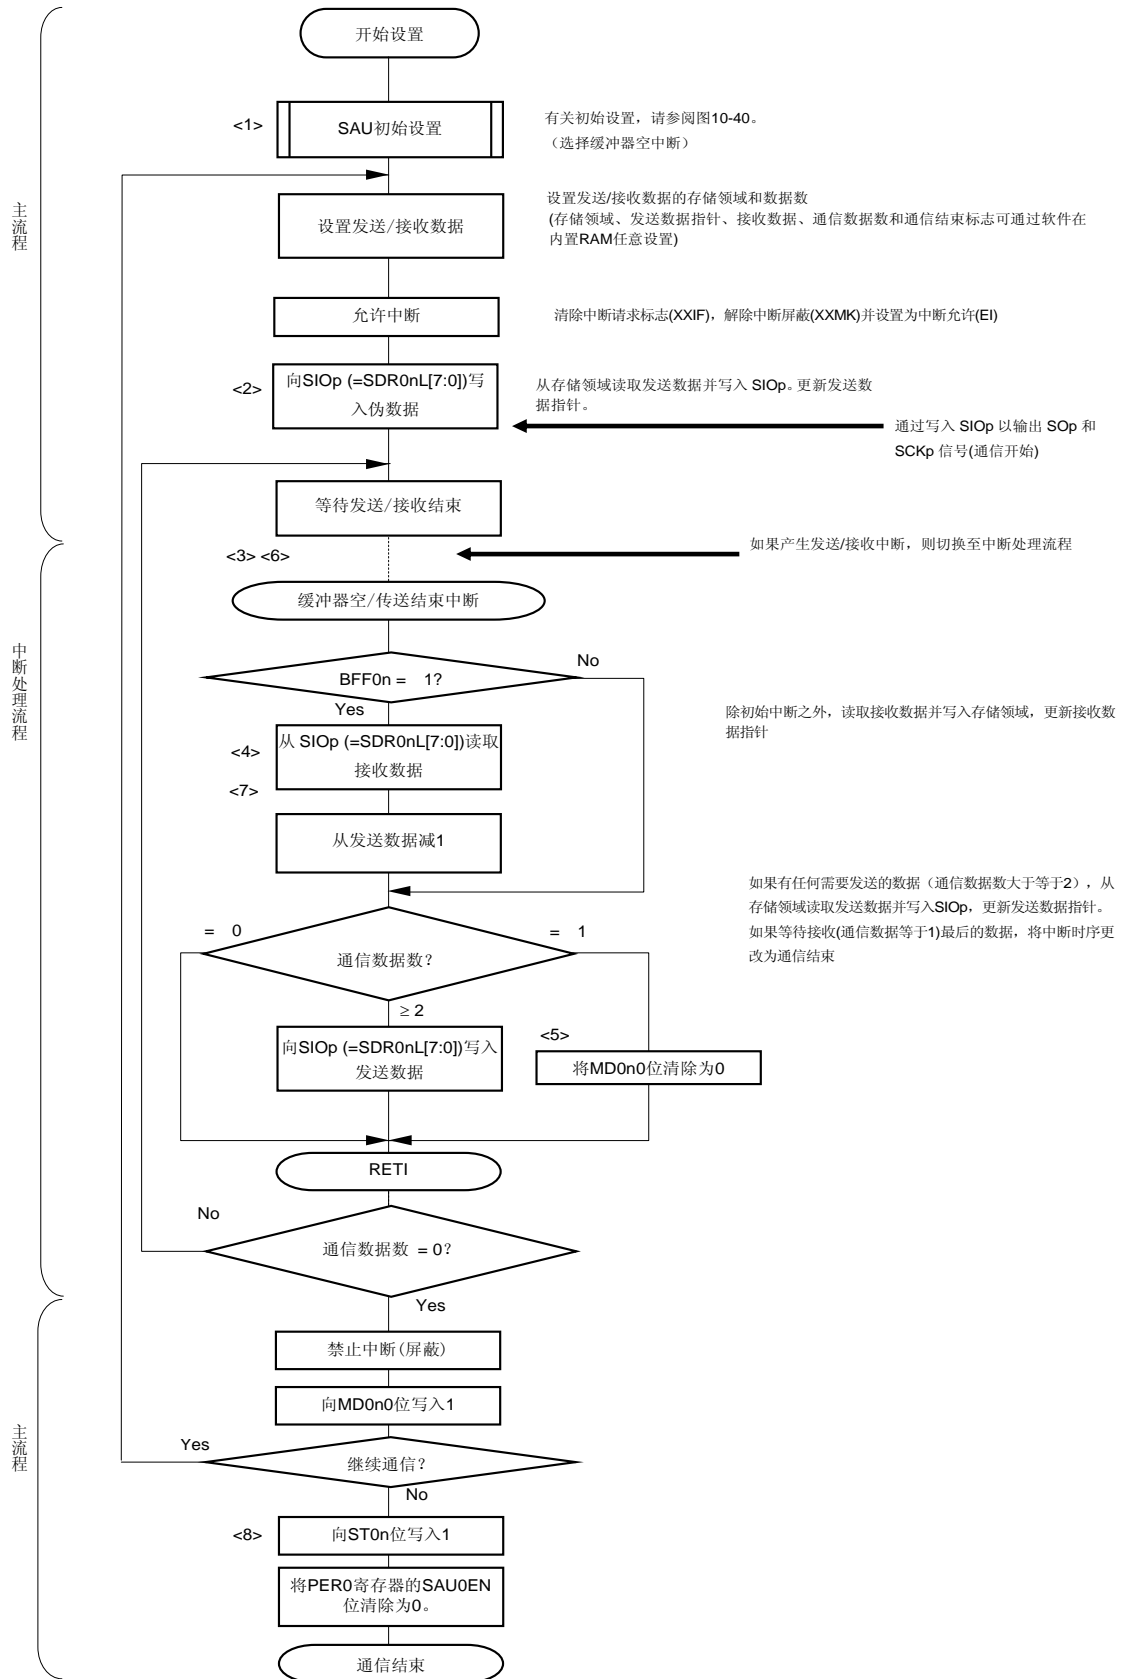 开始设置
<1>
SAU初始设置
有关初始设置，请参阅图10-40。
（选择缓冲器空中断）
主流程
设置发送/接收数据
设置发送/接收数据的存储领域和数据数
(存储领域、发送数据指针、接收数据、通信数据数和通信结束标志可通过软件在
内置RAM任意设置)
允许中断
清除中断请求标志(XXIF)，解除中断屏蔽(XXMK)并设置为中断允许(EI)
<2>
向SIOp (=SDR0nL[7:0])写
入伪数据
从存储领域读取发送数据并写入 SIOp。更新发送数
据指针。
通过写入 SIOp 以输出 SOp 和
SCKp 信号(通信开始)
等待发送/接收结束
<3> <6>
如果产生发送/接收中断，则切换至中断处理流程
缓冲器空/传送结束中断
中断处理流程
BFF0n = 1?
No
Yes
除初始中断之外，读取接收数据并写入存储领域，更新接收数
据指针
<4>
从 SIOp (=SDR0nL[7:0])读取
接收数据
<7>
从发送数据减1
如果有任何需要发送的数据（通信数据数大于等于2），从
存储领域读取发送数据并写入SIOp，更新发送数据指针。
如果等待接收(通信数据等于1)最后的数据，将中断时序更
改为通信结束
= 0
= 1
通信数据数？
≥ 2
向SIOp (=SDR0nL[7:0])写入
发送数据
<5>
将MD0n0位清除为0
RETI
No
通信数据数 = 0？
Yes
禁止中断(屏蔽)
向MD0n0位写入1
主流程
Yes
继续通信？
No
<8>
向ST0n位写入1
将PER0寄存器的SAU0EN
位清除为0。
通信结束